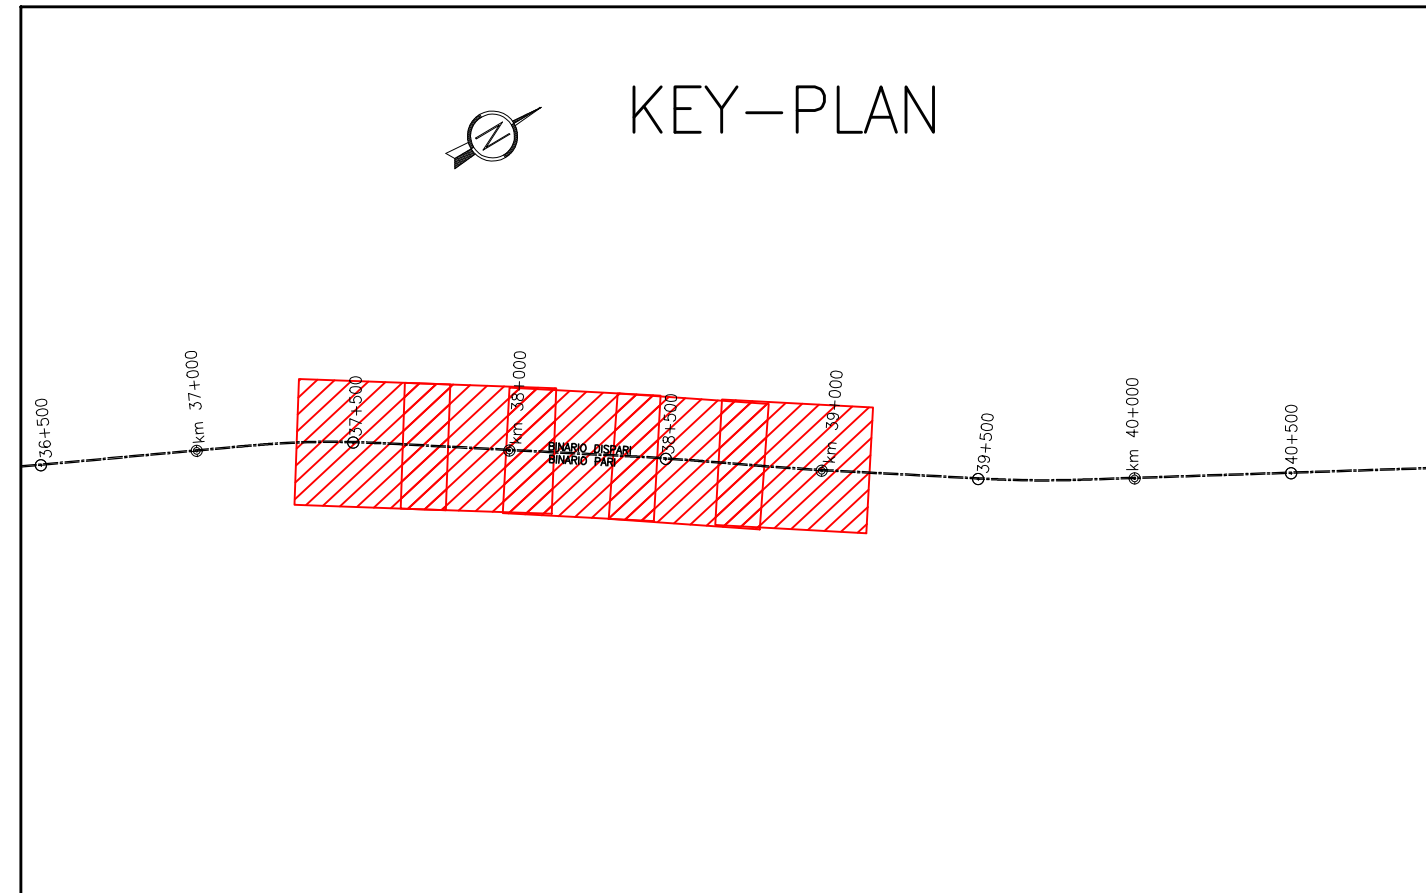 KEY-PLAN
N
36+500
km 37+000
37+500
km 38+000
BINARIO DISPARI
BINARIO PARI
38+500
km 39+000
39+500
km 40+000
40+500